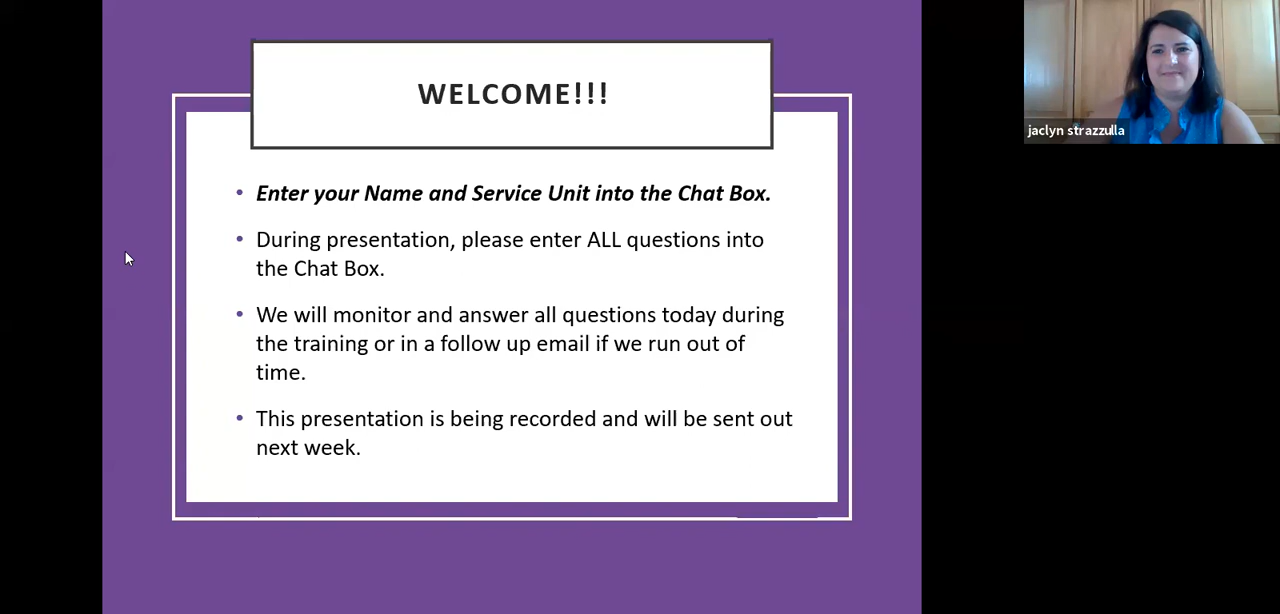 WELCOME!!!
Enter your Name and Service Unit into the Chat Box.
During presentation, please enter ALL questions into
the Chat Box.
We will monitor and answer all questions today during
the training or in a follow up email if we run out of
time.
This presentation is being recorded and will be sent out
next week.
jaclyn strazzulla